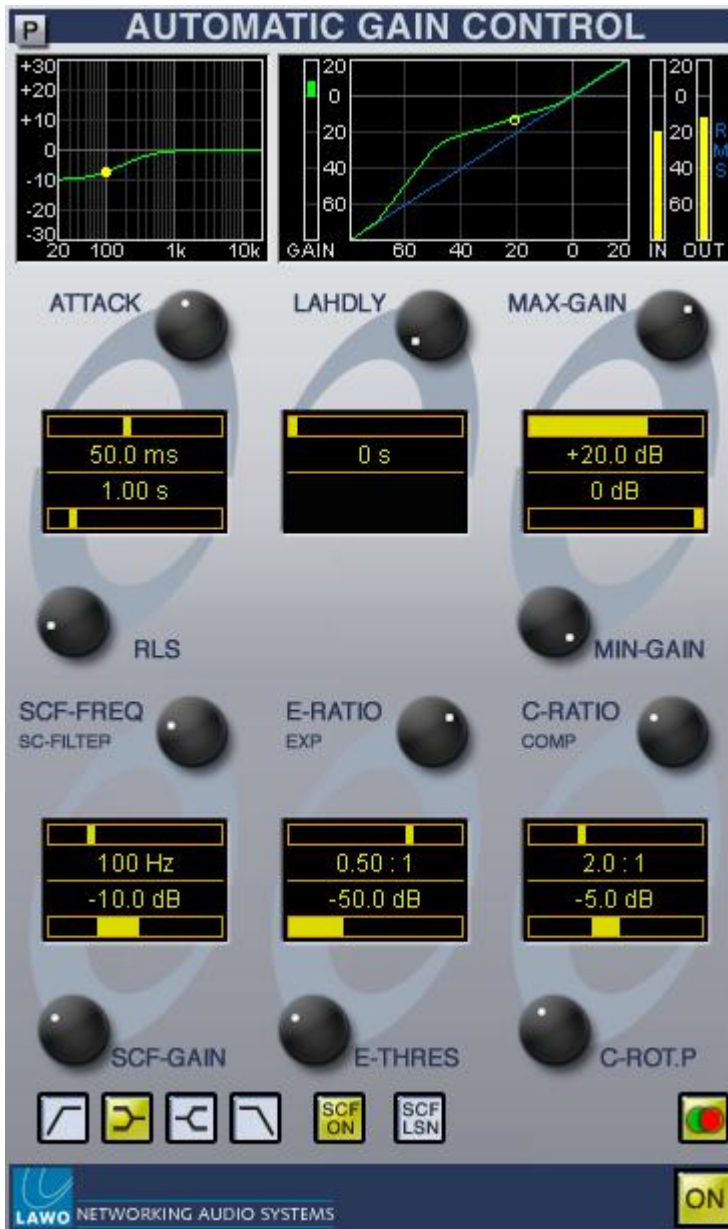 P AUTOMATIC GAIN CONTROL
+30
+20
+10
0
-10
-20
-30
20 100 1k 10k
20
0
20
40
60
GAIN 60 40 20 0 20
20
0
20
40
60
IN OUT
RMS
ATTACK LAHDLY MAX-GAIN
50.0 ms 0 s +20.0 dB
1.00 s 0 dB
RLS MIN-GAIN
SCF-FREQ E-RATIO C-RATIO
SC-FILTER EXP COMP
100 Hz 0.50 : 1 2.0 : 1
-10.0 dB -50.0 dB -5.0 dB
SCF-GAIN E-THRES C-ROT.P
SCF ON
SCF LSN
LAWO NETWORKING AUDIO SYSTEMS ON